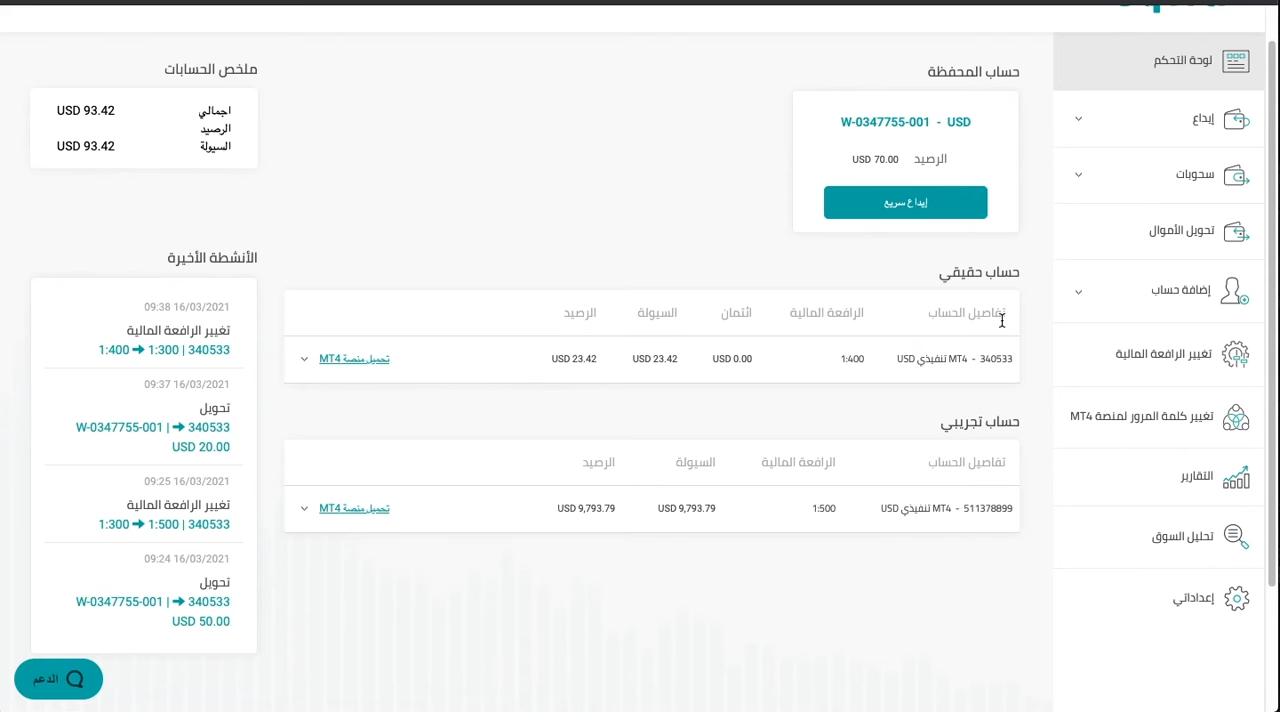 لوحة التحكم
إيداع
سحوبات
تحويل الأموال
إضافة حساب
تغيير الرافعة المالية
تغيير كلمة المرور لمنصة MT4
التقارير
تحليل السوق
إعداداتي
حساب المحفظة
W-0347755-001 - USD
الرصيد USD 70.00
إيداع سريع
ملخص الحسابات
اجمالي الرصيد USD 93.42
السيولة USD 93.42
حساب حقيقي
تفاصيل الحساب الرافعة المالية ائتمان السيولة الرصيد
340533 - MT4 تنفيذي USD 1:400 USD 0.00 USD 23.42 USD 23.42 تحميل منصة MT4
حساب تجريبي
تفاصيل الحساب الرافعة المالية السيولة الرصيد
511378899 - MT4 تنفيذي USD 1:500 USD 9,793.79 USD 9,793.79 تحميل منصة MT4
الأنشطة الأخيرة
09:38 16/03/2021
تغيير الرافعة المالية
1:400 ➔ 1:300 | 340533
09:37 16/03/2021
تحويل
W-0347755-001 | ➔ 340533
USD 20.00
09:25 16/03/2021
تغيير الرافعة المالية
1:300 ➔ 1:500 | 340533
09:24 16/03/2021
تحويل
W-0347755-001 | ➔ 340533
USD 50.00
الدعم